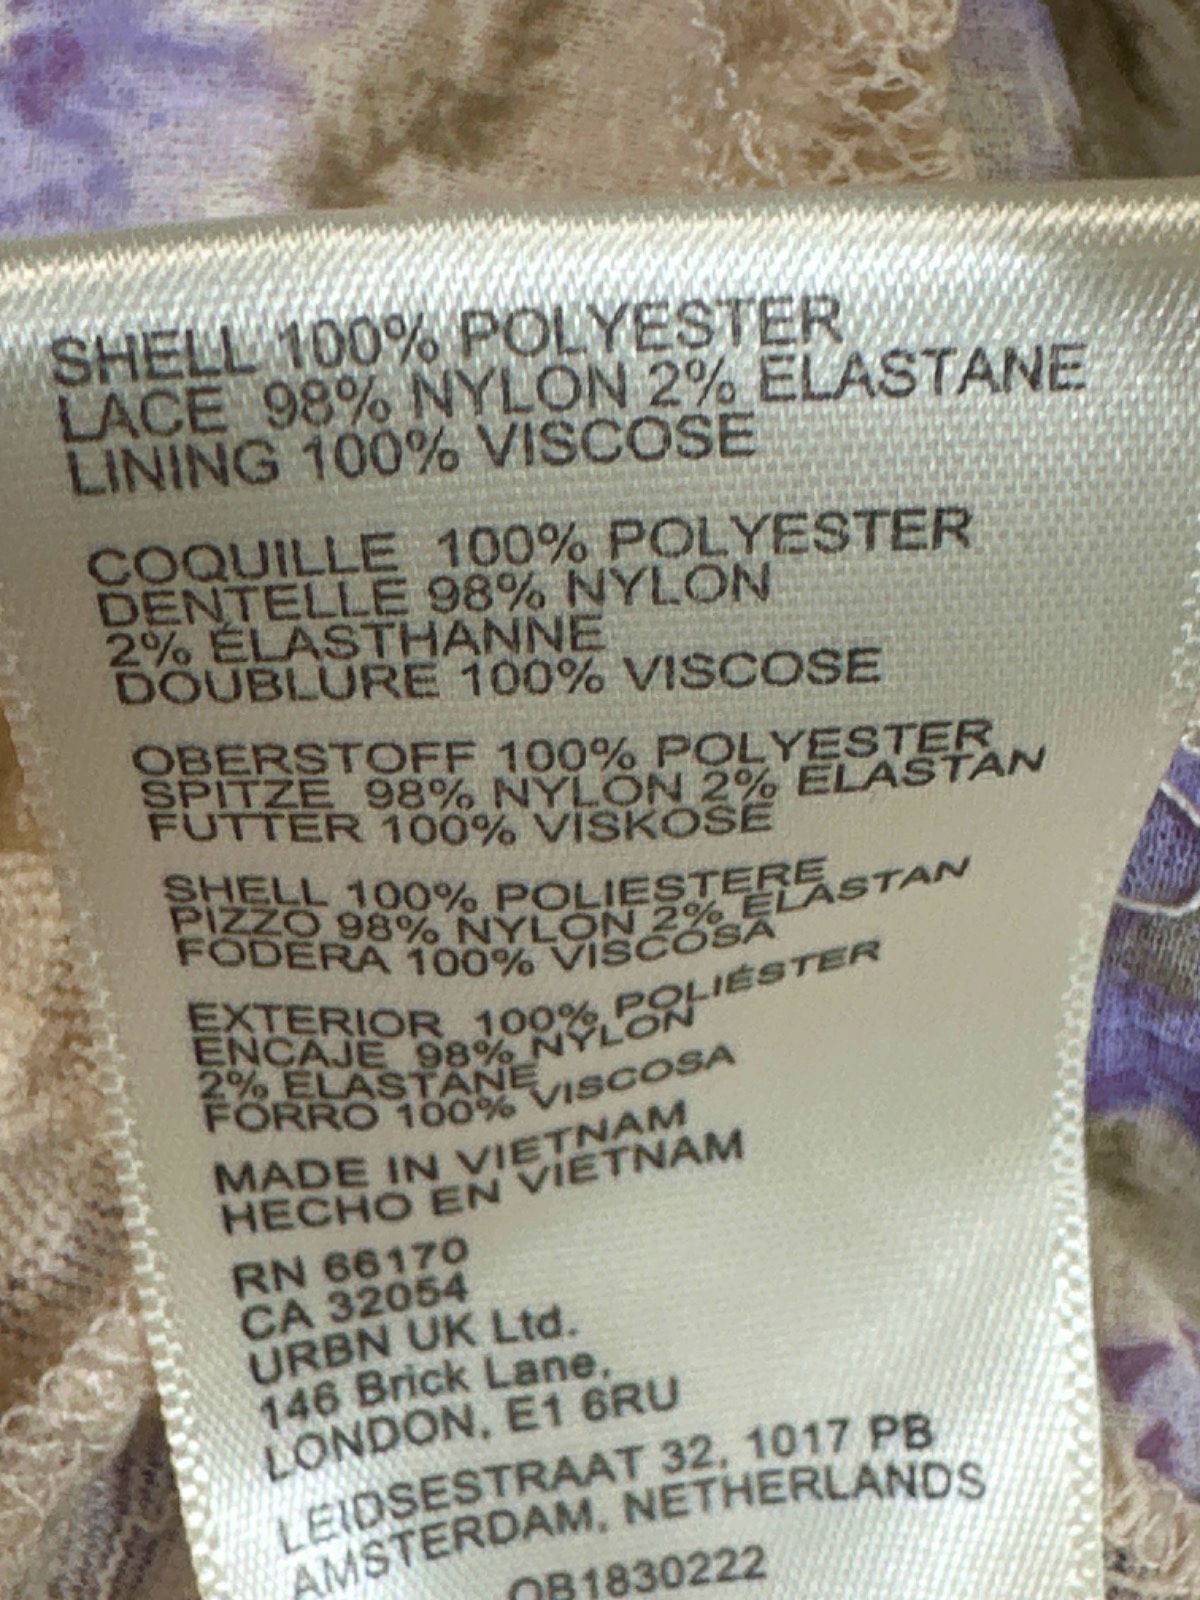 SHELL 100% POLYESTER
LACE 98% NYLON 2% ELASTANE
LINING 100% VISCOSE
COQUILLE 100% POLYESTER
DENTELLE 98% NYLON
2% ÉLASTHANNE
DOUBLURE 100% VISCOSE
OBERSTOFF 100% POLYESTER
SPITZE 98% NYLON 2% ELASTAN
FUTTER 100% VISKOSE
SHELL 100% POLIESTERE
PIZZO 98% NYLON 2% ELASTAN
FODERA 100% VISCOSA
EXTERIOR 100% POLIÉSTER
ENCAJE 98% NYLON
2% ELASTANE
FORRO 100% VISCOSA
MADE IN VIETNAM
HECHO EN VIETNAM
RN 66170
CA 32054
URBN UK Ltd.
146 Brick Lane,
LONDON, E1 6RU
LEIDSESTRAAT 32, 1017 PB
AMSTERDAM, NETHERLANDS
OB1830222